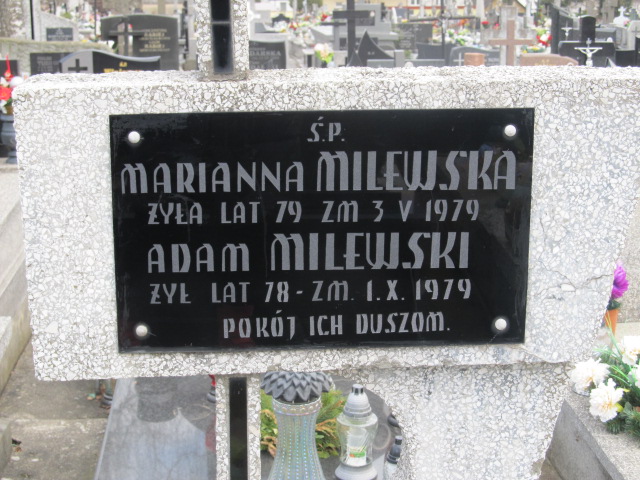 Ś.P.
MARIANNA MILEWSKA
ŻYŁA LAT 79 ZM 3 V 1979
ADAM MILEWSKI
ŻYŁ LAT 78 - ZM. 1.X.1979
POKÓJ ICH DUSZOM.